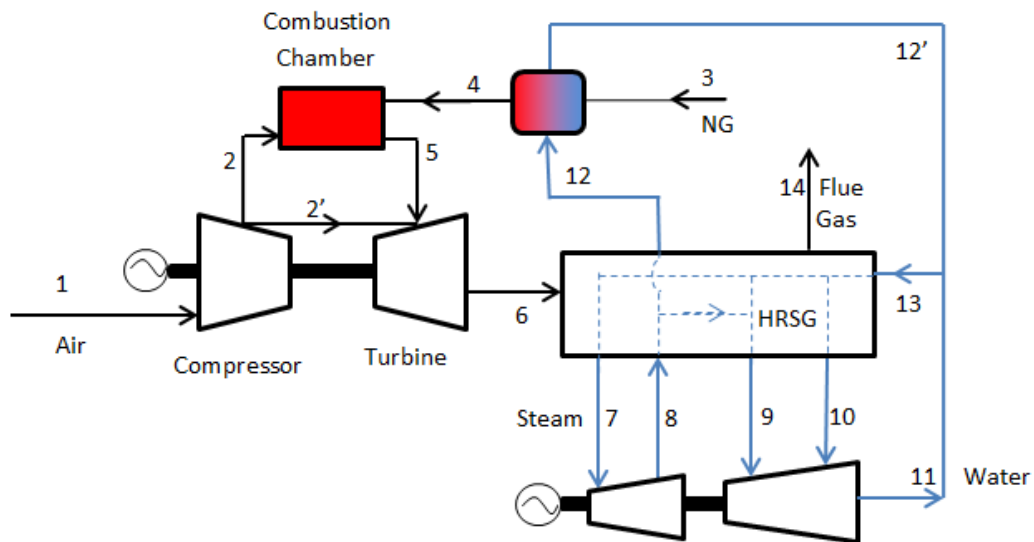 Combustion
Chamber
12’
4
3
NG
2
5
12
14
Flue
Gas
2’
1
Air
6
HRSG
13
Compressor
Turbine
Steam
7
8
9
10
11
Water